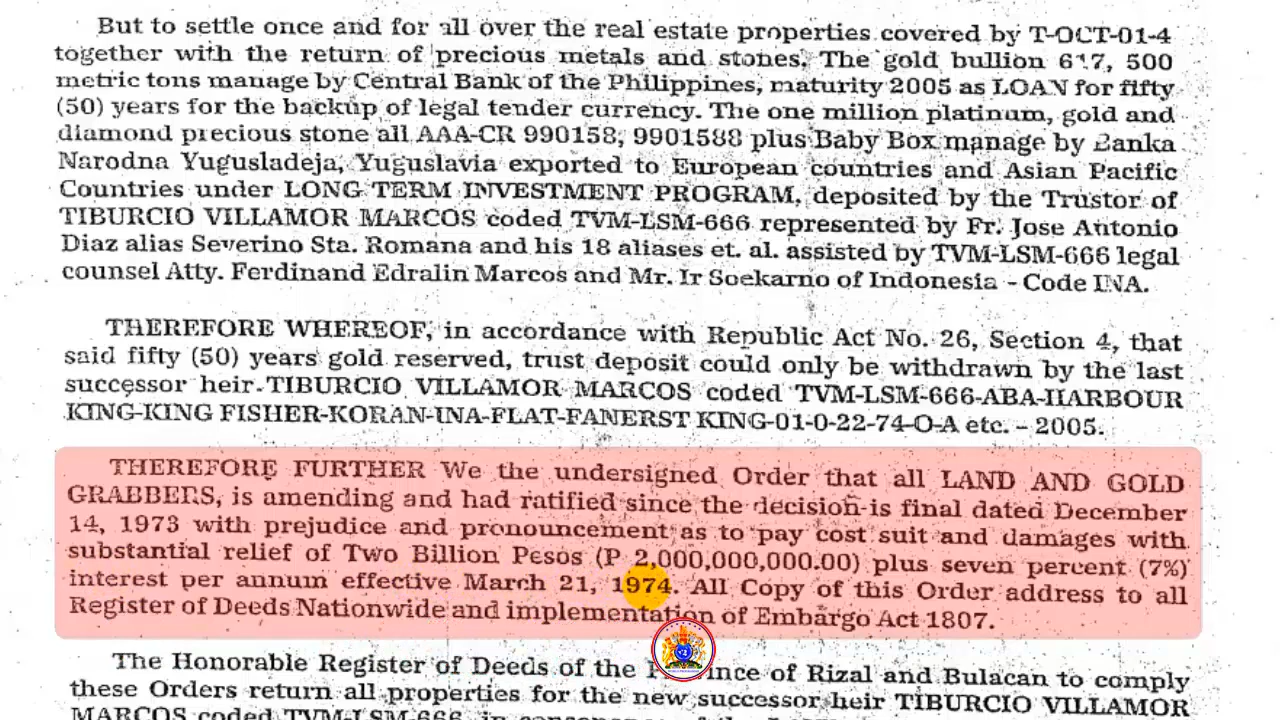 But to settle once and for all over the real estate properties covered by T-OCT-01-4
together with the return of precious metals and stones. The gold bullion 617, 500
metric tons manage by Central Bank of the Philippines, maturity 2005 as LOAN for fifty
(50) years for the backup of legal tender currency. The one million platinum, gold and
diamond precious stone all AAA-CR 990158, 9901588 plus Baby Box manage by Banka
Narodna Yugusladeja, Yuguslavia exported to European countries and Asian Pacific
Countries under LONG TERM INVESTMENT PROGRAM, deposited by the Trustor of
TIBURCIO VILLAMOR MARCOS coded TVM-LSM-666 represented by Fr. Jose Antonio
Diaz alias Severino Sta. Romana and his 18 aliases et. al. assisted by TVM-LSM-666 legal
counsel Atty. Ferdinand Edralin Marcos and Mr. Ir Soekarno of Indonesia - Code INA.
THEREFORE WHEREOF, in accordance with Republic Act No. 26, Section 4, that
said fifty (50) years gold reserved, trust deposit could only be withdrawn by the last
successor heir. TIBURCIO VILLAMOR MARCOS coded TVM-LSM-666-ABA-HARBOUR
KING-KING FISHER-KORAN-INA-FLAT-FANERST KING-01-0-22-74-O-A etc. – 2005.
THEREFORE FURTHER We the undersigned Order that all LAND AND GOLD
GRABBERS, is amending and had ratified since the decision is final dated December
14, 1973 with prejudice and pronouncement as to pay cost suit and damages with
substantial relief of Two Billion Pesos (P 2,000,000,000.00) plus seven percent (7%)
interest per annum effective March 21, 1974. All Copy of this Order address to all
Register of Deeds Nationwide and implementation of Embargo Act 1807.
The Honorable Register of Deeds of the Province of Rizal and Bulacan to comply
these Orders return all properties for the new successor heir TIBURCIO VILLAMOR
MARCOS coded TVM-LSM-666